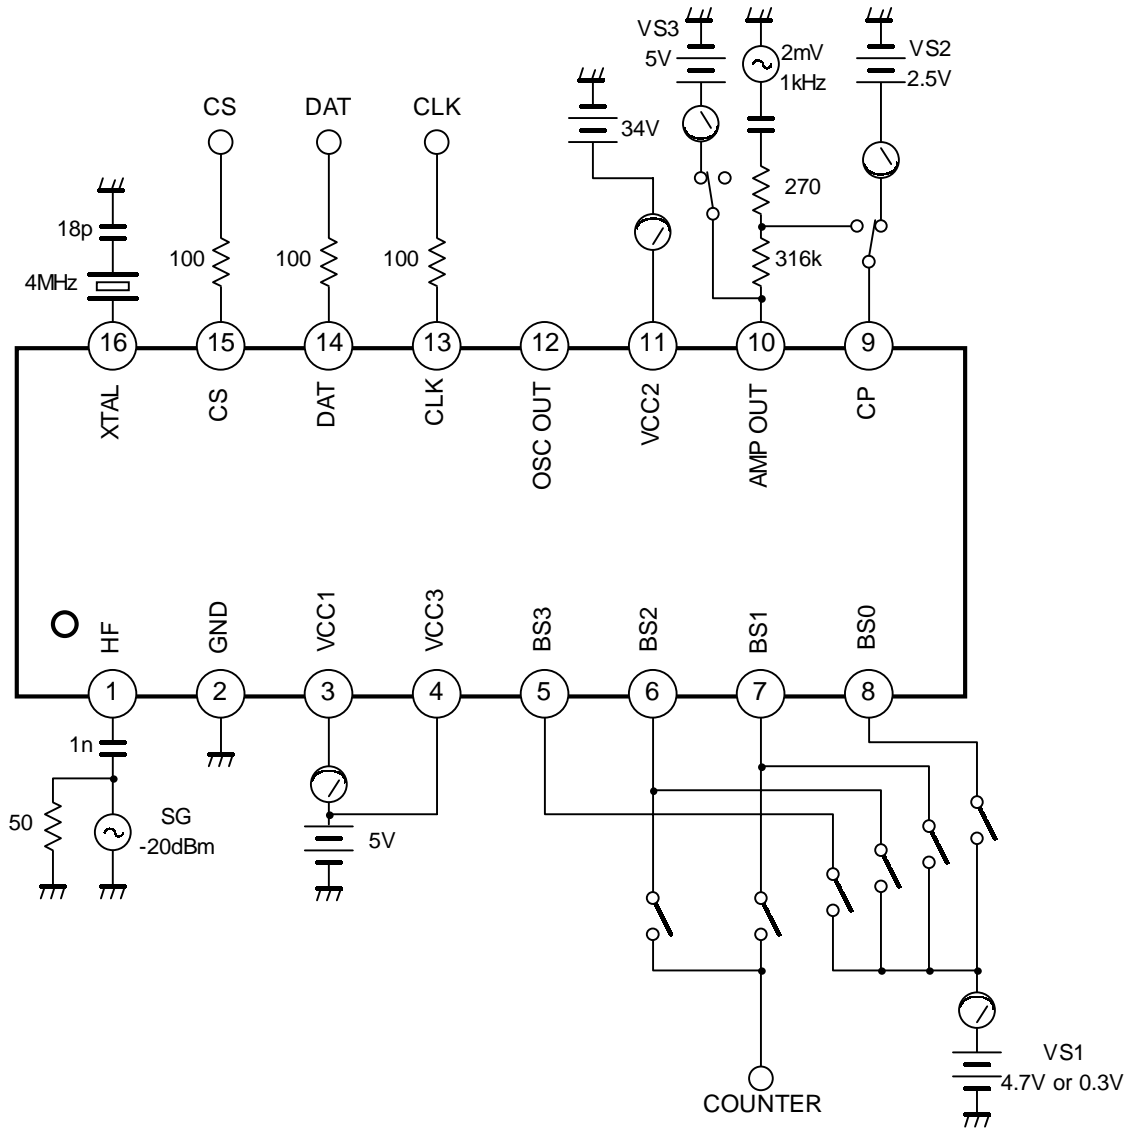 VS3
5V
2mV
1kHz
VS2
2.5V
34V
CS
DAT
CLK
270
18p
100
100
100
316k
4MHz
16
15
14
13
12
11
10
9
XTAL
CS
DAT
CLK
OSC OUT
VCC2
AMP OUT
CP
HF
GND
VCC1
VCC3
BS3
BS2
BS1
BS0
1
2
3
4
5
6
7
8
1n
50
SG
-20dBm
5V
VS1
4.7V or 0.3V
COUNTER